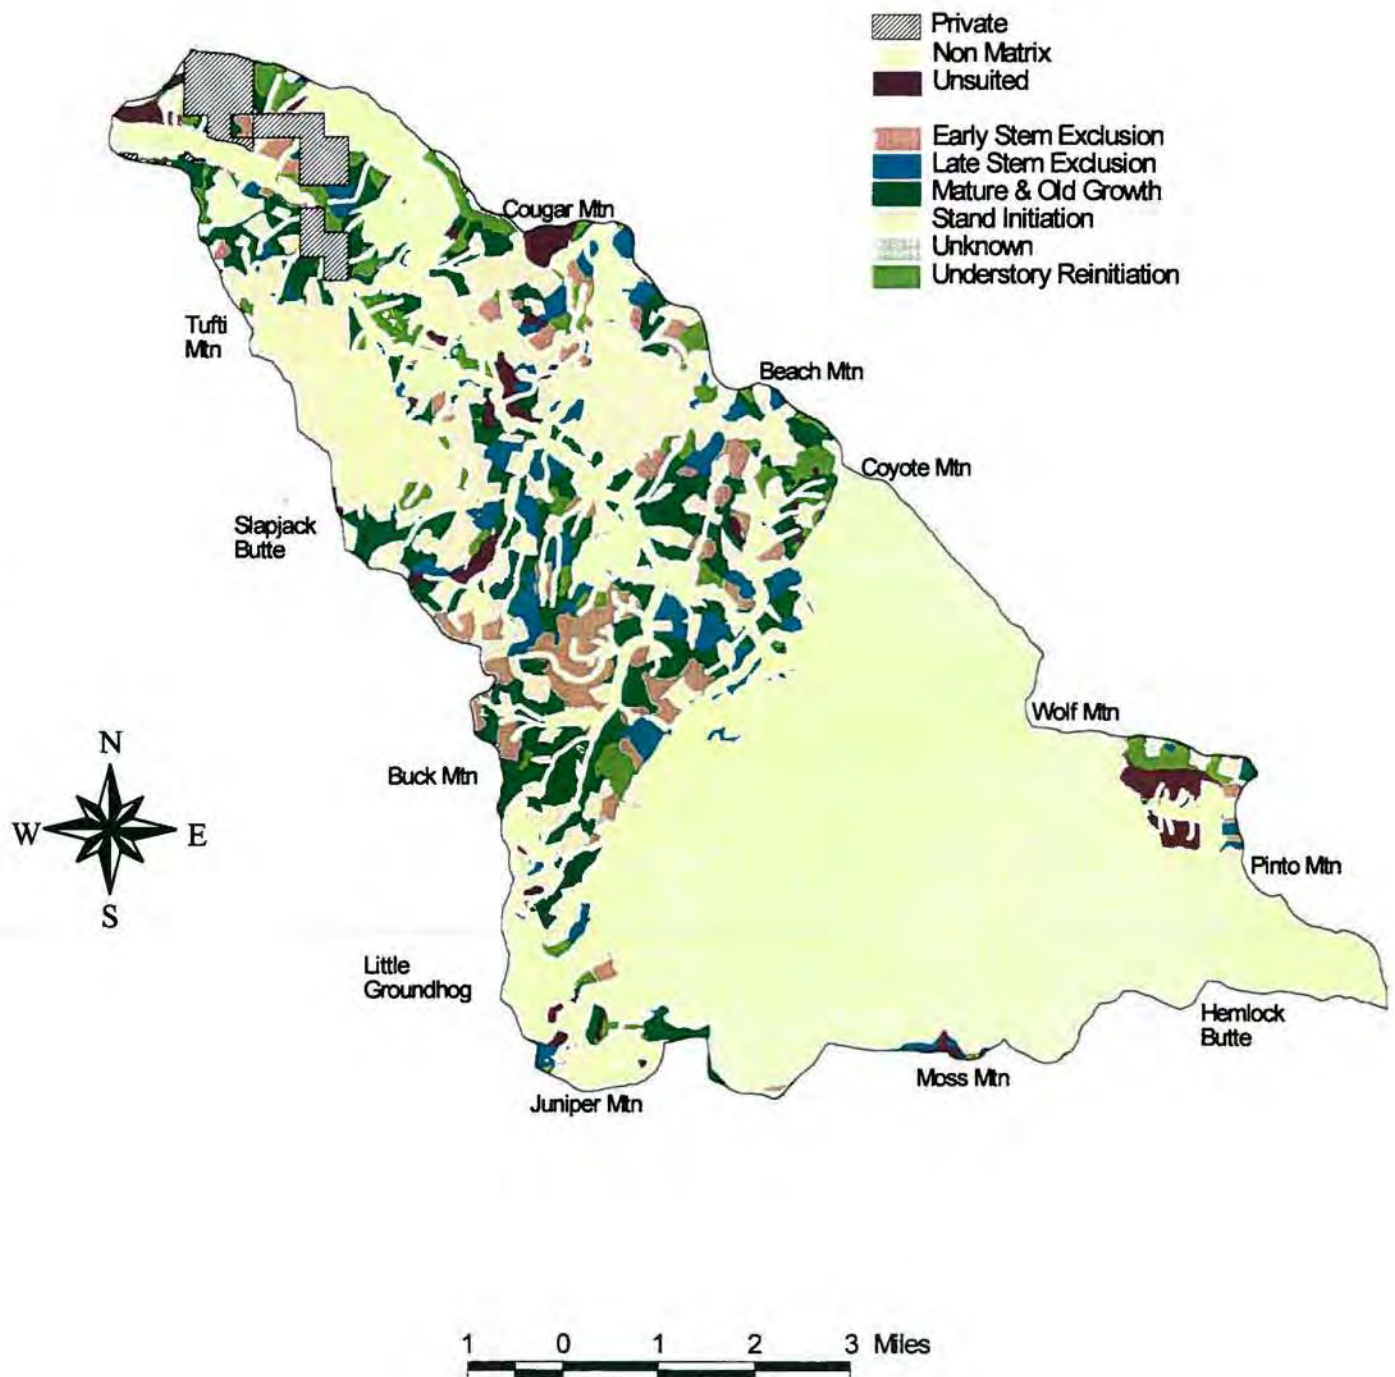 Private
Non Matrix
Unsuited
Early Stem Exclusion
Late Stem Exclusion
Mature & Old Growth
Stand Initiation
Unknown
Understory Reinitiation
Cougar Mtn
Tufti
Mtn
Beach Mtn
Coyote Mtn
Slapjack
Butte
Wolf Mtn
N
Buck Mtn
W
E
S
Pinto Mtn
Little
Groundhog
Hemlock
Butte
Moss Mtn
Juniper Mtn
1 0 1 2 3 Miles